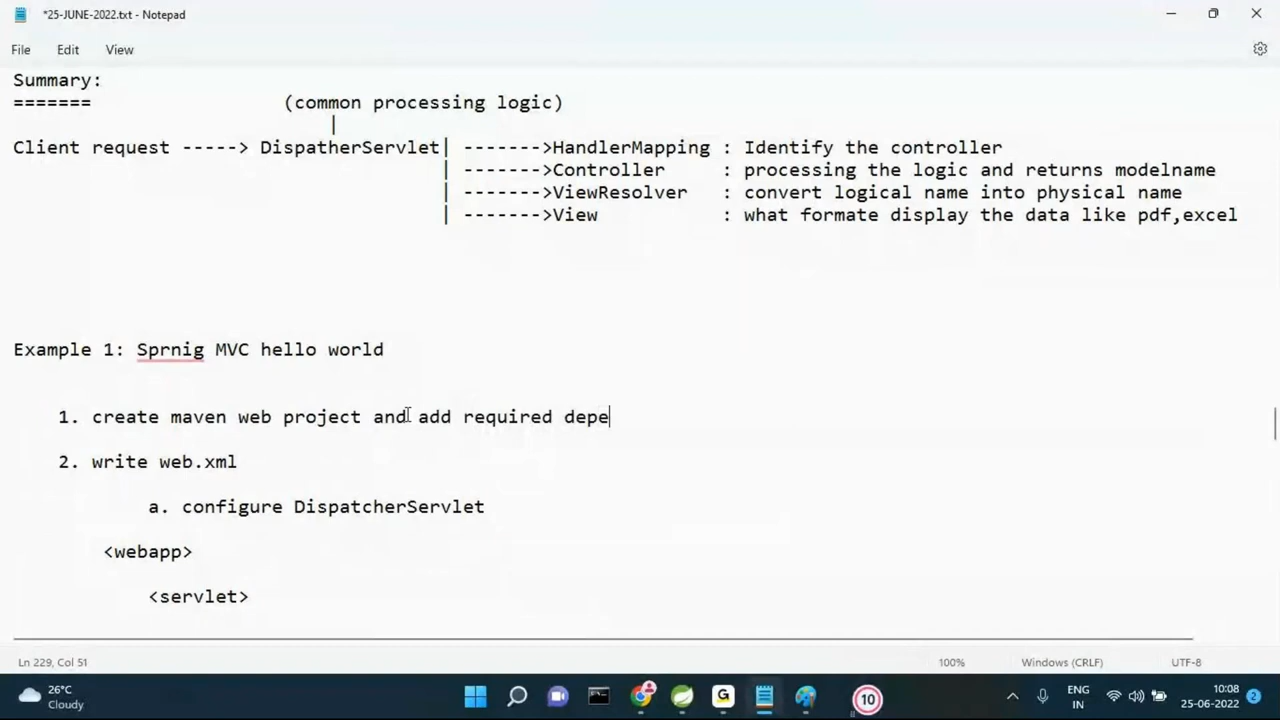 *25-JUNE-2022.txt - Notepad
File Edit View
Summary:
======= (common processing logic)
|
Client request -----> DispatherServlet| ------->HandlerMapping : Identify the controller
| ------->Controller : processing the logic and returns modelname
| ------->ViewResolver : convert logical name into physical name
| ------->View : what formate display the data like pdf,excel
Example 1: Sprnig MVC hello world
1. create maven web project and add required depe
2. write web.xml
a. configure DispatcherServlet
<webapp>
<servlet>
Ln 229, Col 51 100% Windows (CRLF) UTF-8
26°C
Cloudy
G
10
ENG
IN
10:08
25-06-2022
2